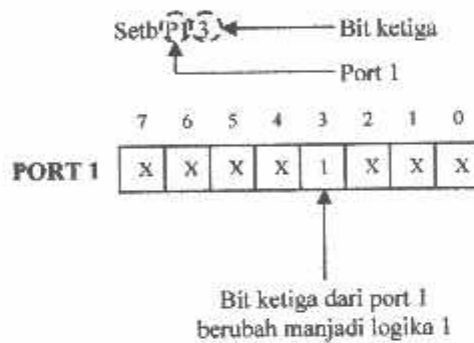 Setb P1 3 Bit ketiga
Port 1
7 6 5 4 3 2 1 0
PORT 1 X X X X 1 X X X
Bit ketiga dari port 1
berubah manjadi logika 1